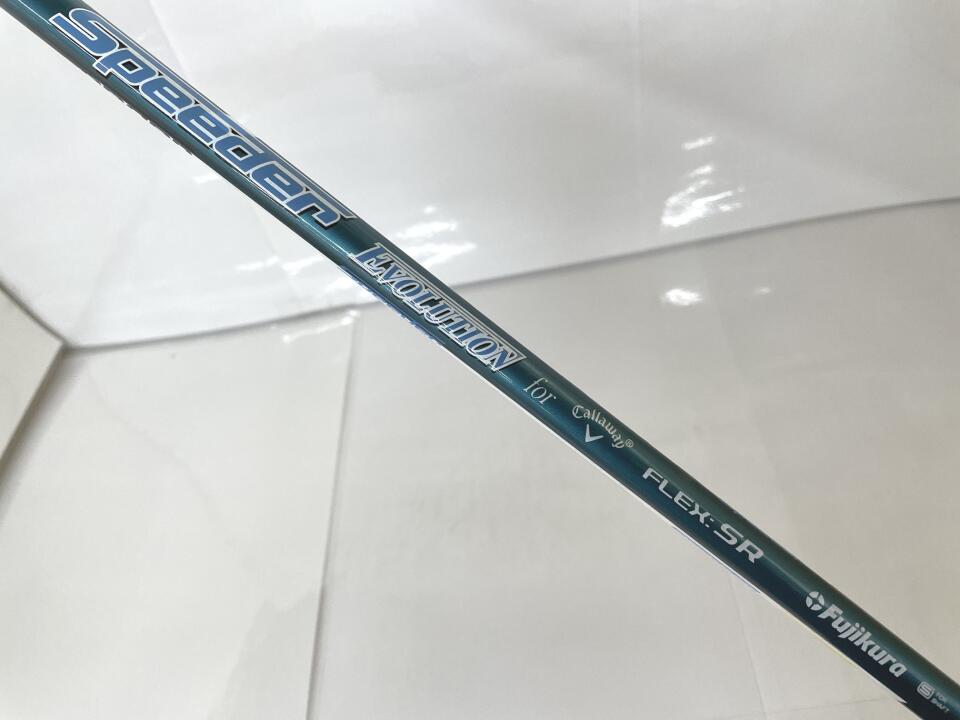 Speeder
EVOLUTION
for
Callaway®
FLEX: SR
Fujikura
S